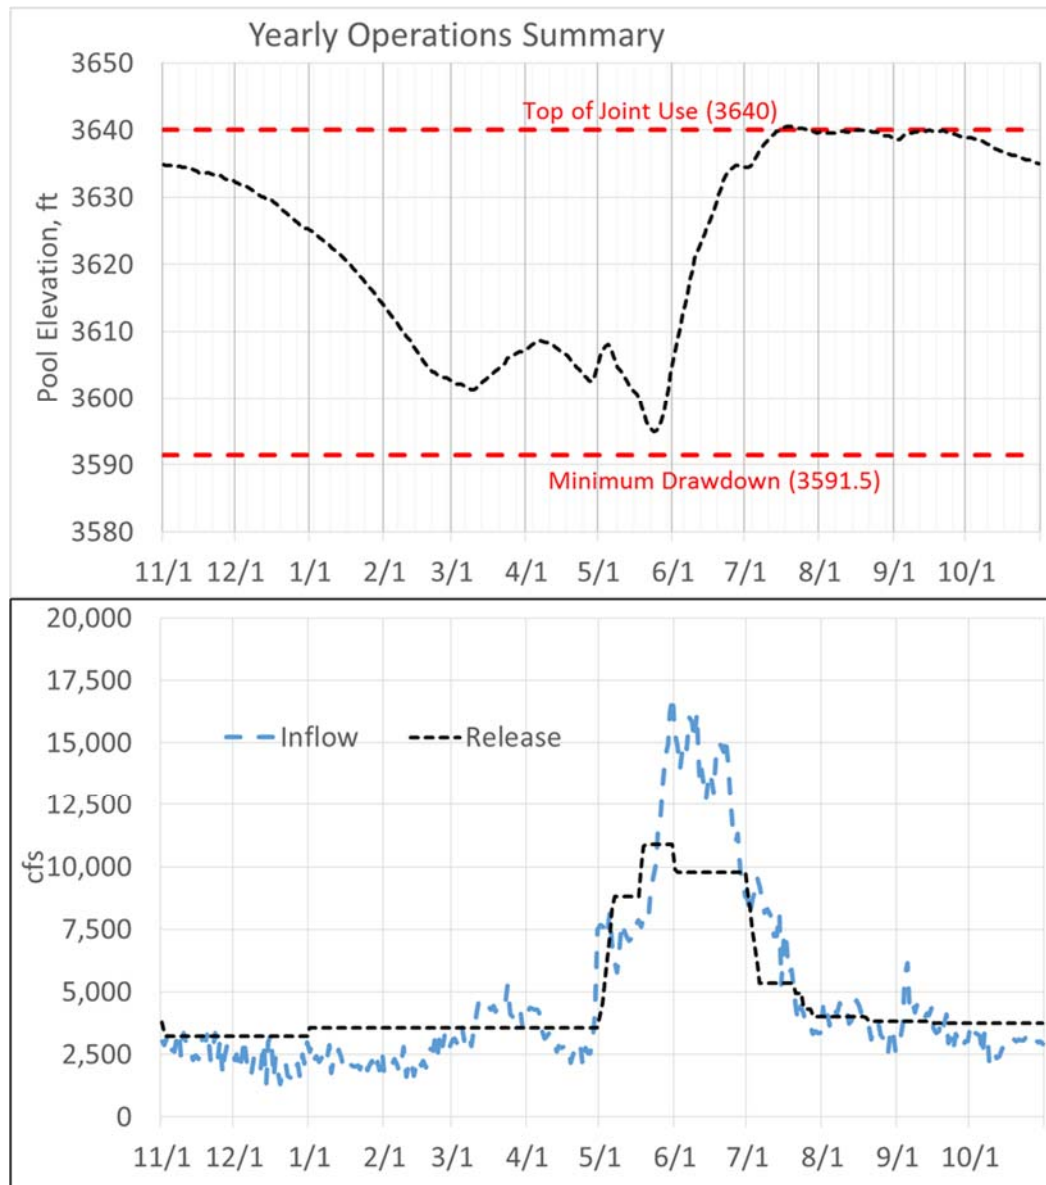 Yearly Operations Summary
3650
3640
3630
3620
3610
3600
3590
3580
Pool Elevation, ft
Top of Joint Use (3640)
Minimum Drawdown (3591.5)
11/1 12/1 1/1 2/1 3/1 4/1 5/1 6/1 7/1 8/1 9/1 10/1
20,000
17,500
15,000
12,500
10,000
7,500
5,000
2,500
0
cfs
Inflow Release
11/1 12/1 1/1 2/1 3/1 4/1 5/1 6/1 7/1 8/1 9/1 10/1